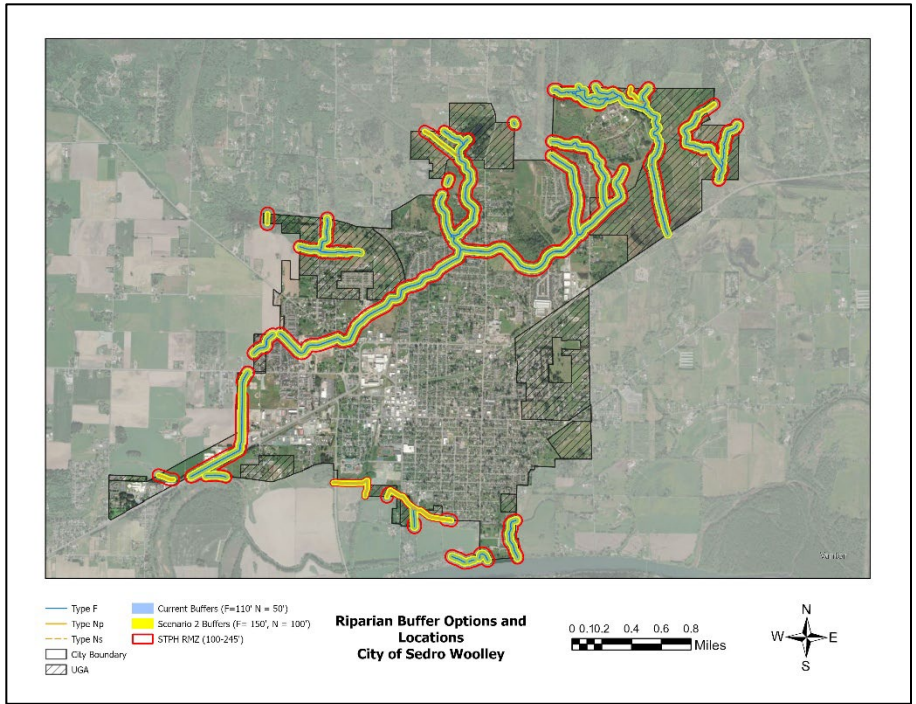 Type F
Type Np
Type Ns
City Boundary
UGA
Current Buffers (F=110' N = 50')
Scenario 2 Buffers (F= 150', N = 100')
STPH RMZ (100-245')
Riparian Buffer Options and
Locations
City of Sedro Woolley
0 0.10.2 0.4 0.6 0.8
Miles
N
W E
S